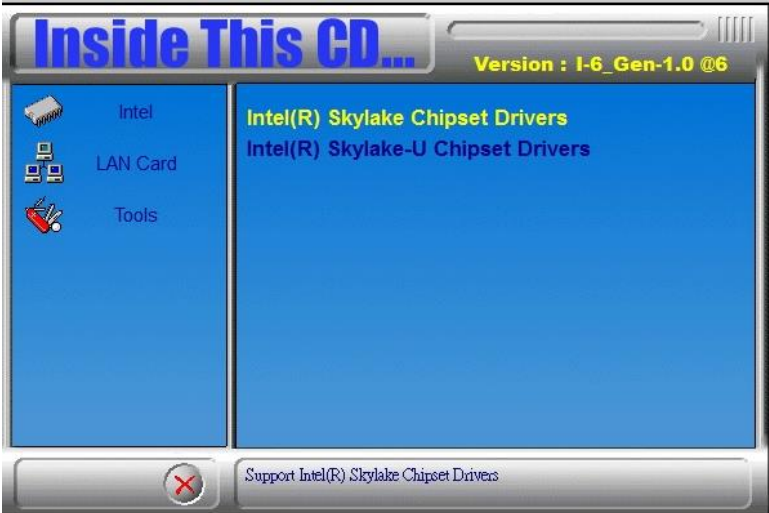 Inside This CD...
Version : I-6_Gen-1.0 @6
Intel
LAN Card
Tools
Intel(R) Skylake Chipset Drivers
Intel(R) Skylake-U Chipset Drivers
Support Intel(R) Skylake Chipset Drivers